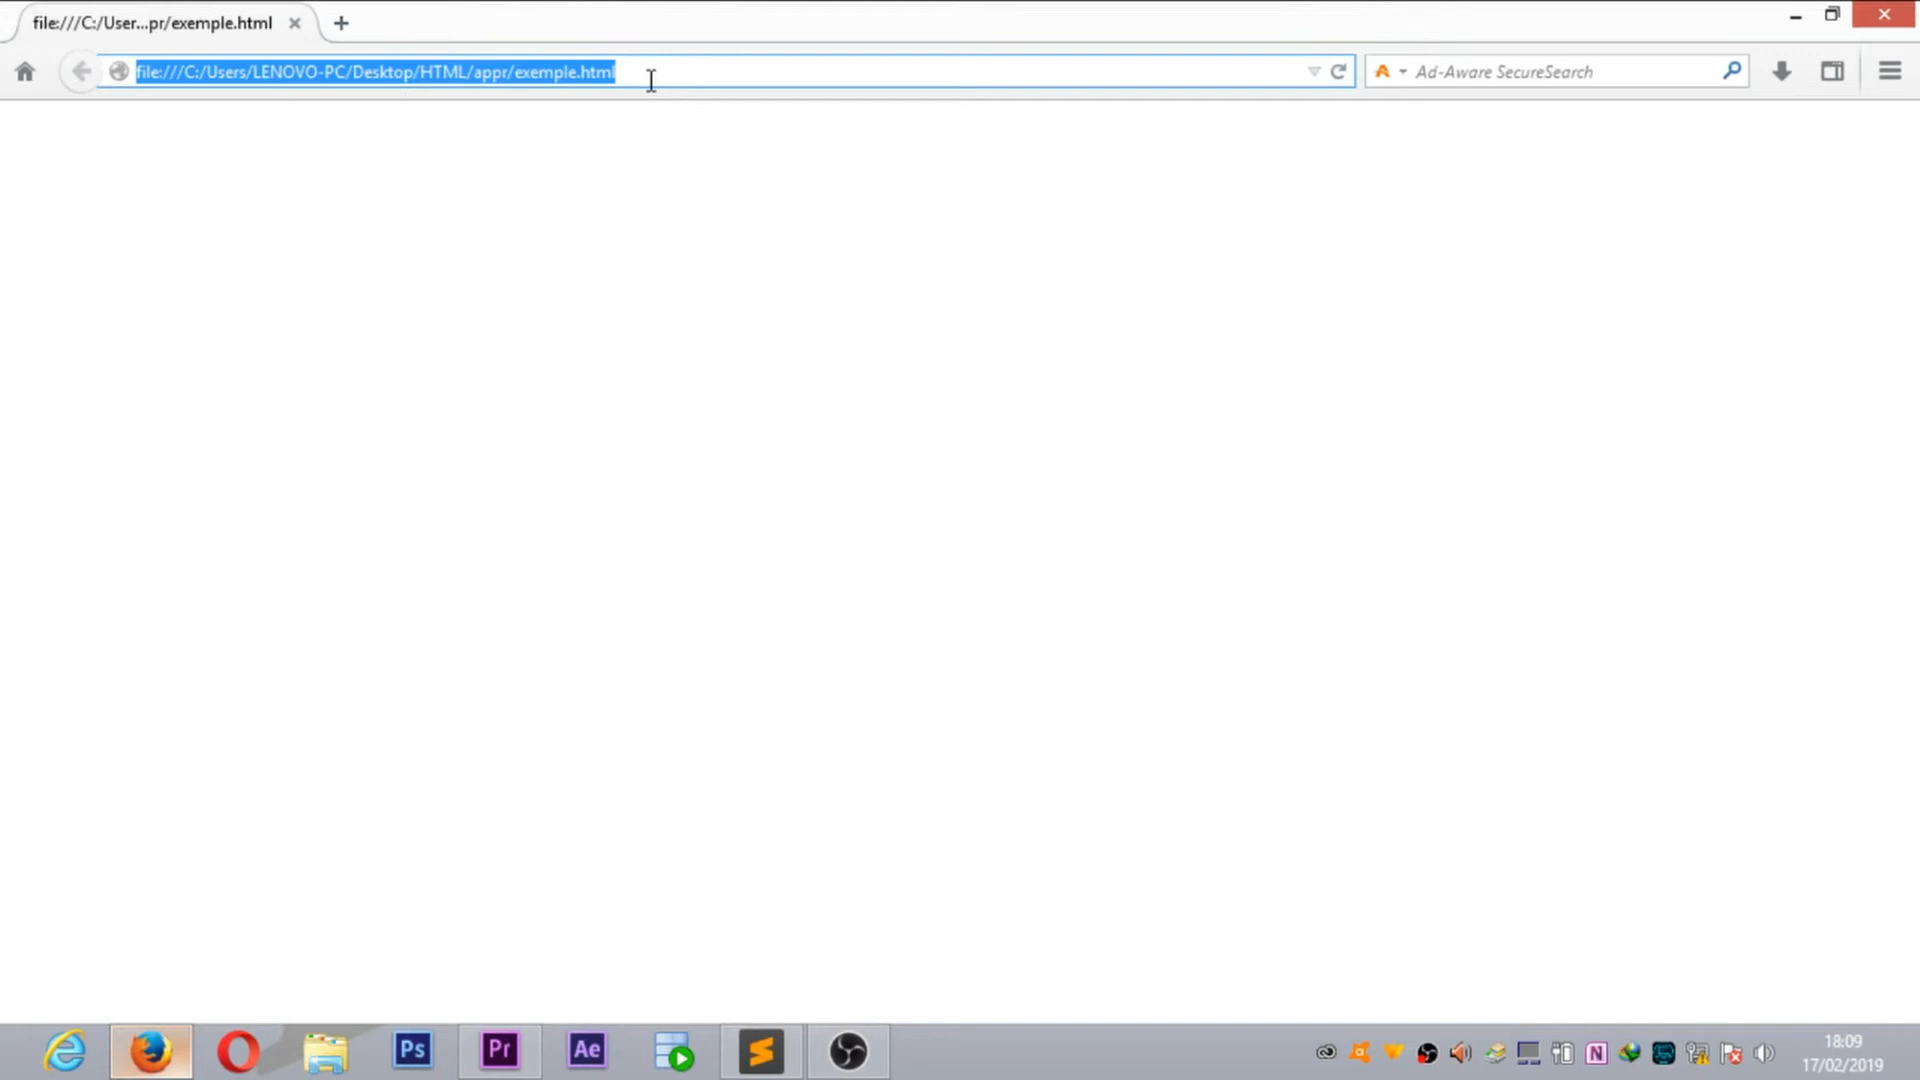 file:///C:/User...pr/exemple.html
file:///C:/Users/LENOVO-PC/Desktop/HTML/appr/exemple.html
Ad-Aware SecureSearch
Ps
Pr
Ae
N
18:09
17/02/2019